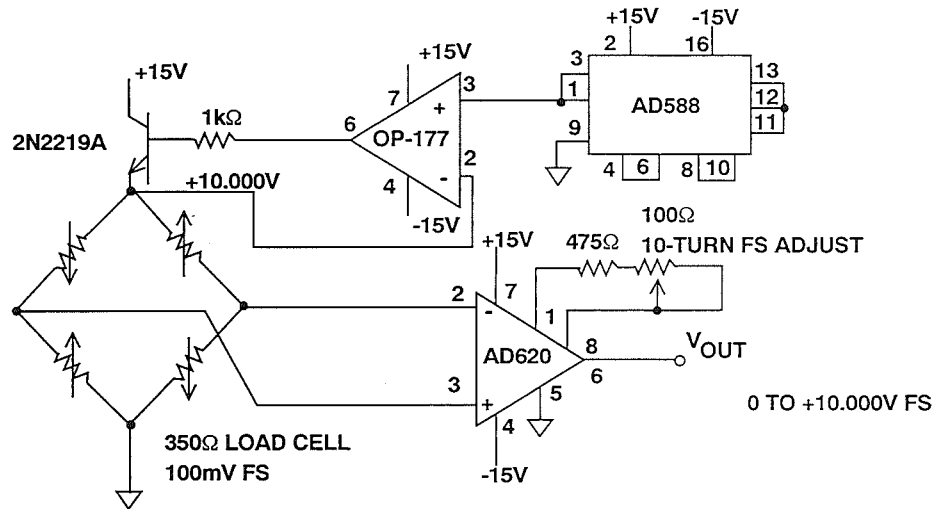 +15V
-15V
2
16
+15V
3
1
9
AD588
13
12
11
4
6
8
10
+15V
2N2219A
1kΩ
6
7
3
+
OP-177
2
-
4
-15V
+10.000V
+15V
475Ω
100Ω
10-TURN FS ADJUST
2
-
7
1
AD620
8
6
VOUT
3
+
5
4
-15V
0 TO +10.000V FS
350Ω LOAD CELL
100mV FS